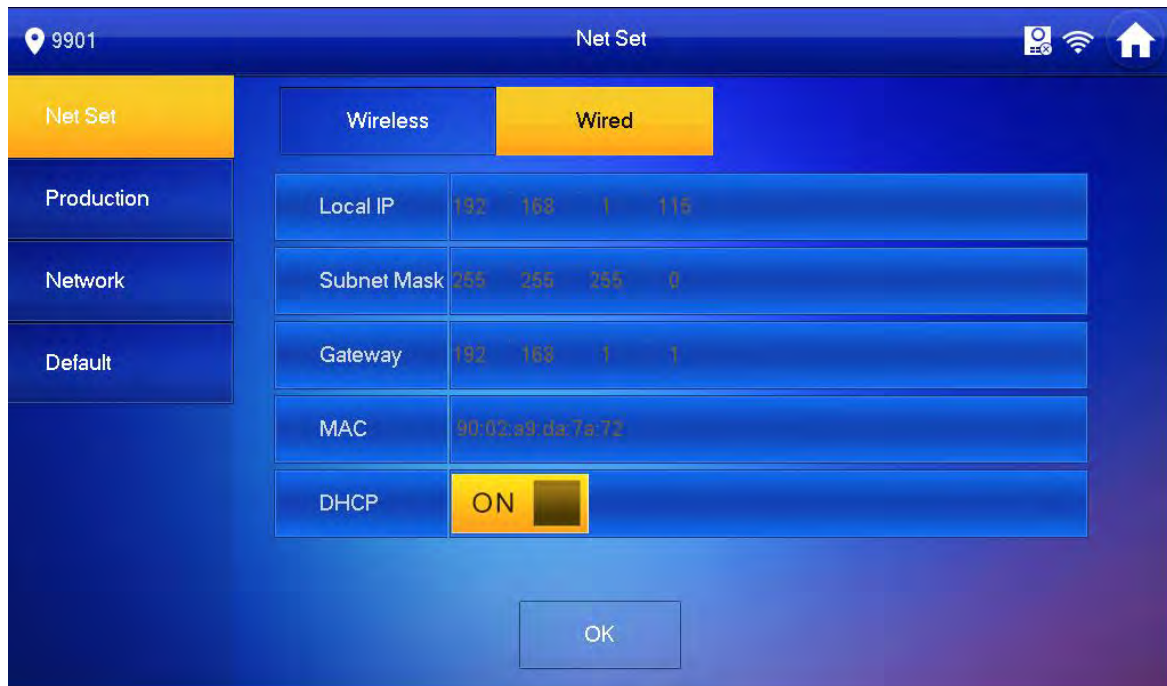 9901 Net Set
Net Set
Wireless Wired
Production
Local IP 192 168 1 115
Network
Subnet Mask 255 255 255 0
Default
Gateway 192 168 1 1
MAC 90:02:a9:da:7a:72
DHCP ON
OK